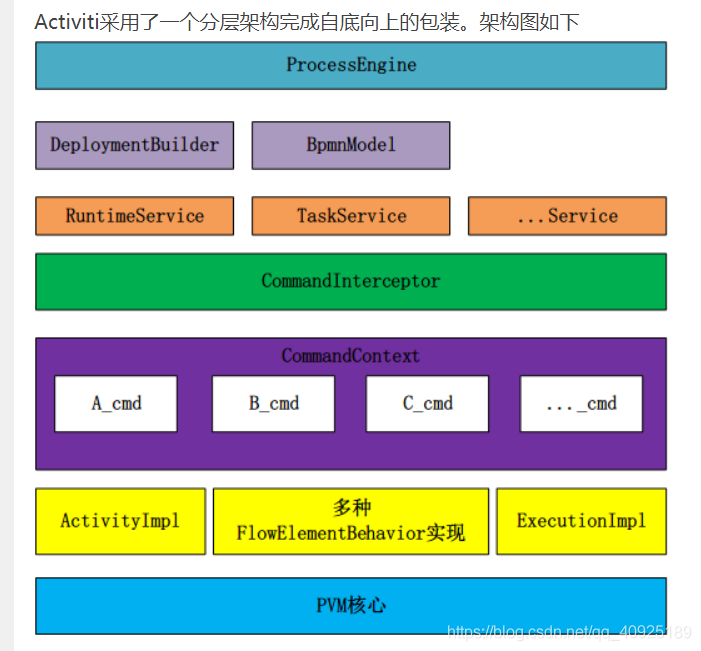 Activiti采用了一个分层架构完成自底向上的包装。架构图如下
ProcessEngine
DeploymentBuilder
BpmnModel
RuntimeService
TaskService
...Service
CommandInterceptor
CommandContext
A_cmd
B_cmd
C_cmd
..._cmd
ActivityImpl
多种
FlowElementBehavior实现
ExecutionImpl
PVM核心
https://blog.csdn.net/qq_40925189